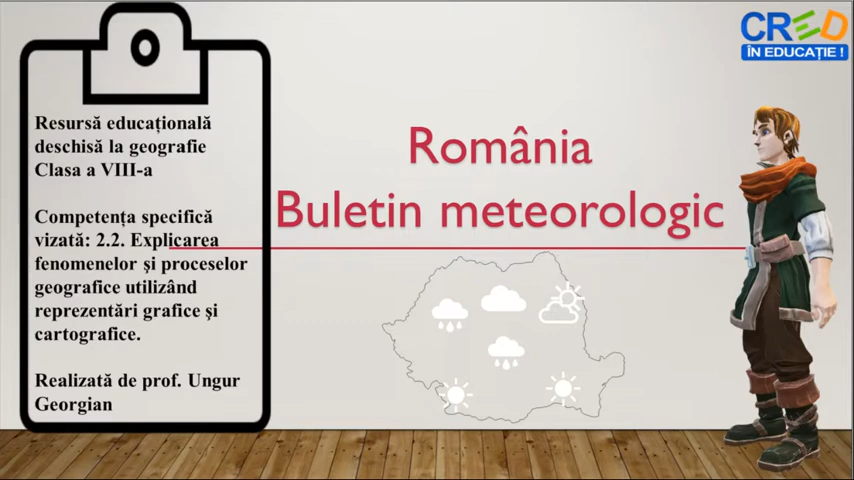 Resursă educațională
deschisă la geografie
Clasa a VIII-a
Competența specifică
vizată: 2.2. Explicarea
fenomenelor și proceselor
geografice utilizând
reprezentări grafice și
cartografice.
Realizată de prof. Ungur
Georgian
România
Buletin meteorologic
CRED
ÎN EDUCAȚIE !